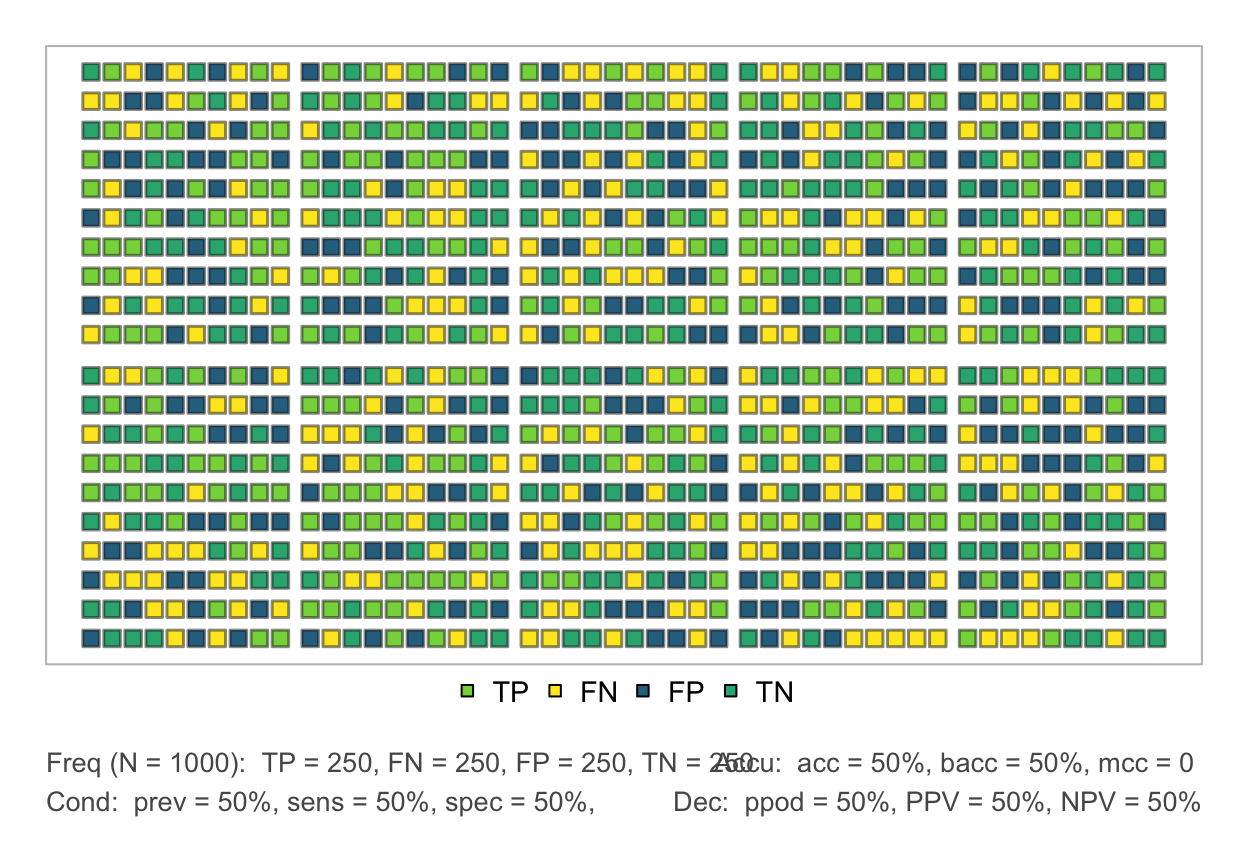 TP FN FP TN
Freq (N = 1000): TP = 250, FN = 250, FP = 250, TN = 250 Accu: acc = 50%, bacc = 50%, mcc = 0
Cond: prev = 50%, sens = 50%, spec = 50%, Dec: ppod = 50%, PPV = 50%, NPV = 50%